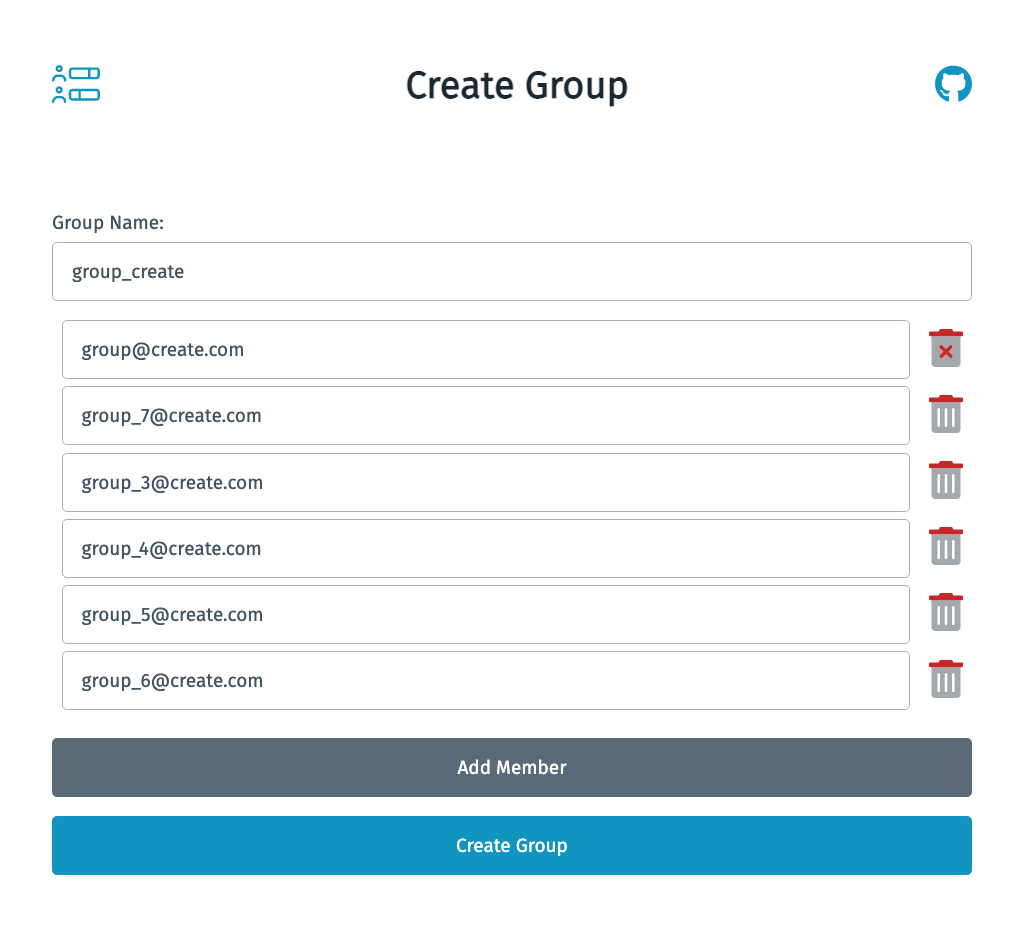 Create Group
Group Name:
group_create
group@create.com
group_7@create.com
group_3@create.com
group_4@create.com
group_5@create.com
group_6@create.com
Add Member
Create Group